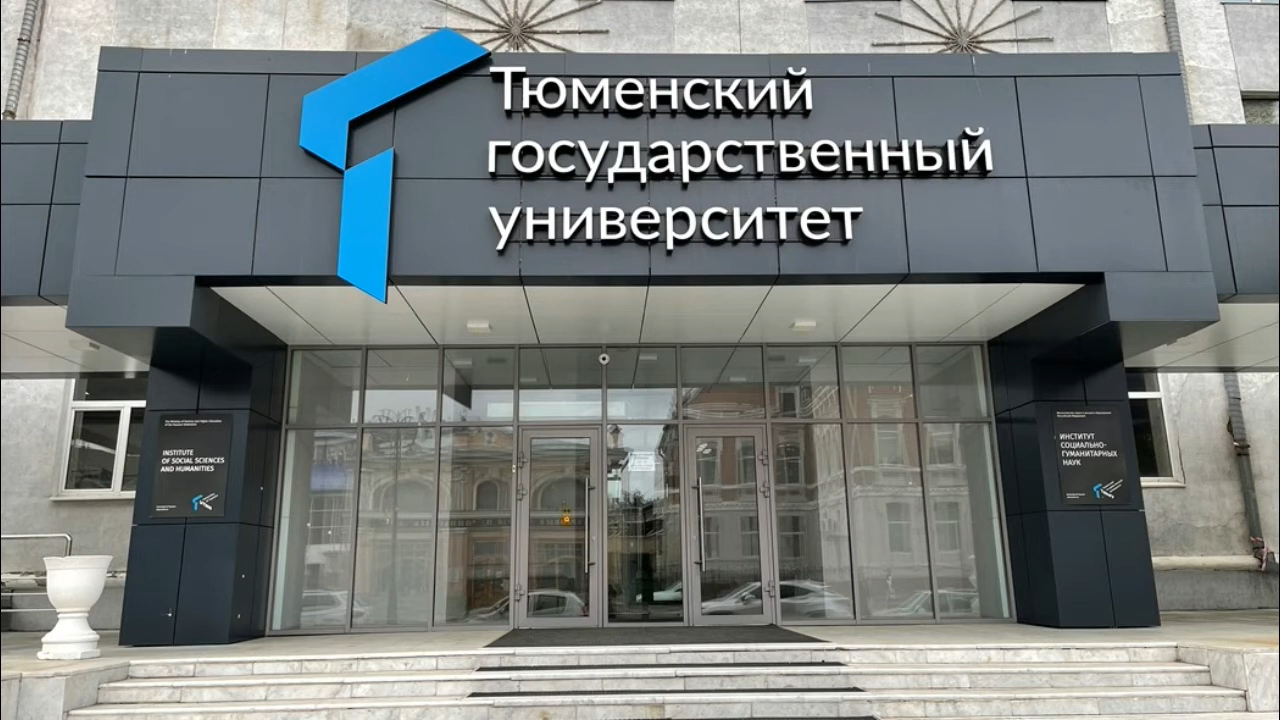 Тюменский
государственный
университет
INSTITUTE
OF SOCIAL SCIENCES
AND HUMANITIES
ИНСТИТУТ
СОЦИАЛЬНО-
ГУМАНИТАРНЫХ
НАУК